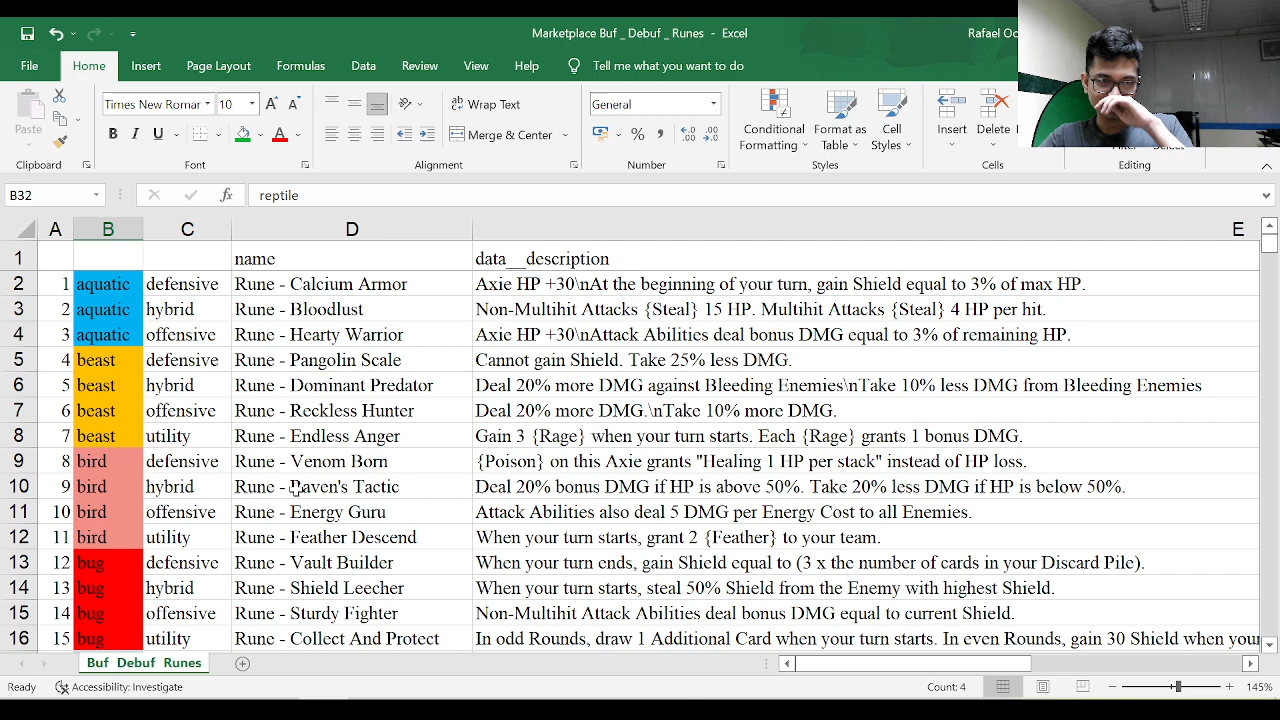 Marketplace Buf _ Debuf _ Runes - Excel
Rafael Oc
File Home Insert Page Layout Formulas Data Review View Help Tell me what you want to do
Paste
Times New Romar 10
B I U A
A A
Wrap Text
Merge & Center
General
% ,
Conditional Formatting
Format as Table
Cell Styles
Insert
Delete
Clipboard Font Alignment Number Styles Cells Editing
B32 fx reptile
A B C D E
1 name data__description
2 1 aquatic defensive Rune - Calcium Armor Axie HP +30\nAt the beginning of your turn, gain Shield equal to 3% of max HP.
3 2 aquatic hybrid Rune - Bloodlust Non-Multihit Attacks {Steal} 15 HP. Multihit Attacks {Steal} 4 HP per hit.
4 3 aquatic offensive Rune - Hearty Warrior Axie HP +30\nAttack Abilities deal bonus DMG equal to 3% of remaining HP.
5 4 beast defensive Rune - Pangolin Scale Cannot gain Shield. Take 25% less DMG.
6 5 beast hybrid Rune - Dominant Predator Deal 20% more DMG against Bleeding Enemies\nTake 10% less DMG from Bleeding Enemies
7 6 beast offensive Rune - Reckless Hunter Deal 20% more DMG.\nTake 10% more DMG.
8 7 beast utility Rune - Endless Anger Gain 3 {Rage} when your turn starts. Each {Rage} grants 1 bonus DMG.
9 8 bird defensive Rune - Venom Born {Poison} on this Axie grants "Healing 1 HP per stack" instead of HP loss.
10 9 bird hybrid Rune - Raven's Tactic Deal 20% bonus DMG if HP is above 50%. Take 20% less DMG if HP is below 50%.
11 10 bird offensive Rune - Energy Guru Attack Abilities also deal 5 DMG per Energy Cost to all Enemies.
12 11 bird utility Rune - Feather Descend When your turn starts, grant 2 {Feather} to your team.
13 12 bug defensive Rune - Vault Builder When your turn ends, gain Shield equal to (3 x the number of cards in your Discard Pile).
14 13 bug hybrid Rune - Shield Leecher When your turn starts, steal 50% Shield from the Enemy with highest Shield.
15 14 bug offensive Rune - Sturdy Fighter Non-Multihit Attack Abilities deal bonus DMG equal to current Shield.
16 15 bug utility Rune - Collect And Protect In odd Rounds, draw 1 Additional Card when your turn starts. In even Rounds, gain 30 Shield when your
Buf_Debuf_Runes
Ready Accessibility: Investigate Count: 4 145%